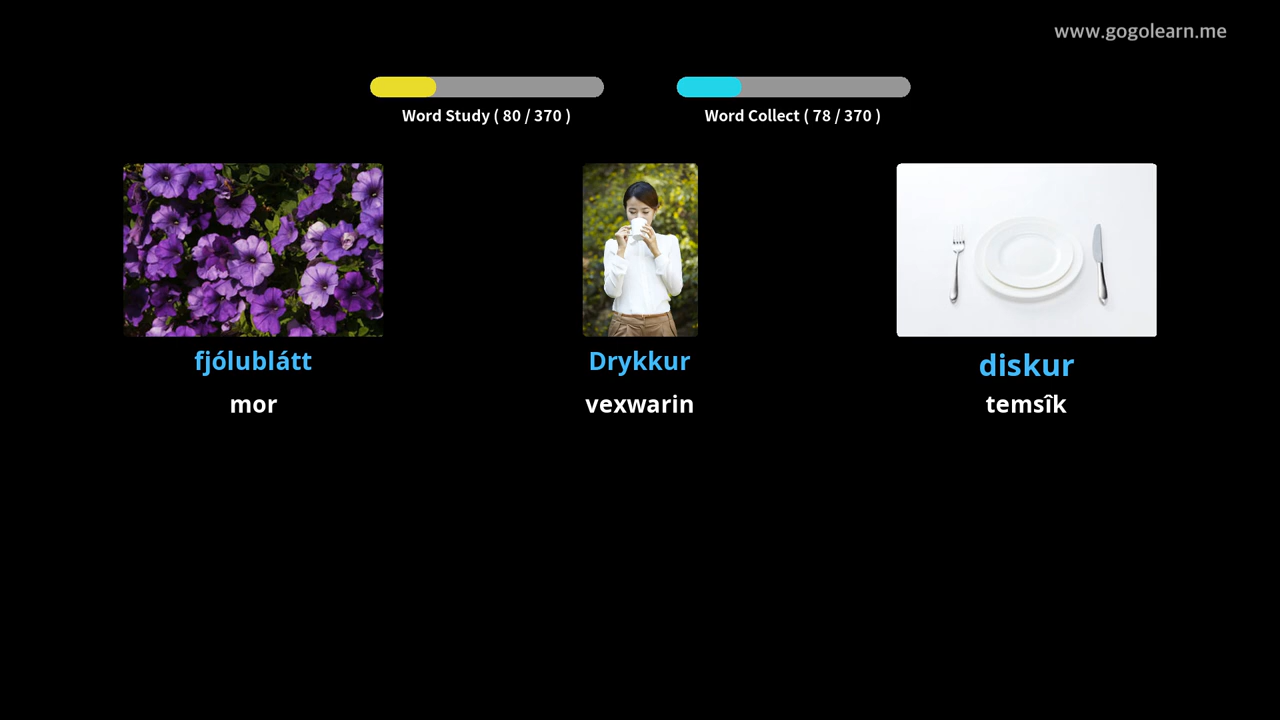 www.gogolearn.me
Word Study ( 80 / 370 )
Word Collect ( 78 / 370 )
fjólublátt
Drykkur
diskur
mor
vexwarin
temsîk